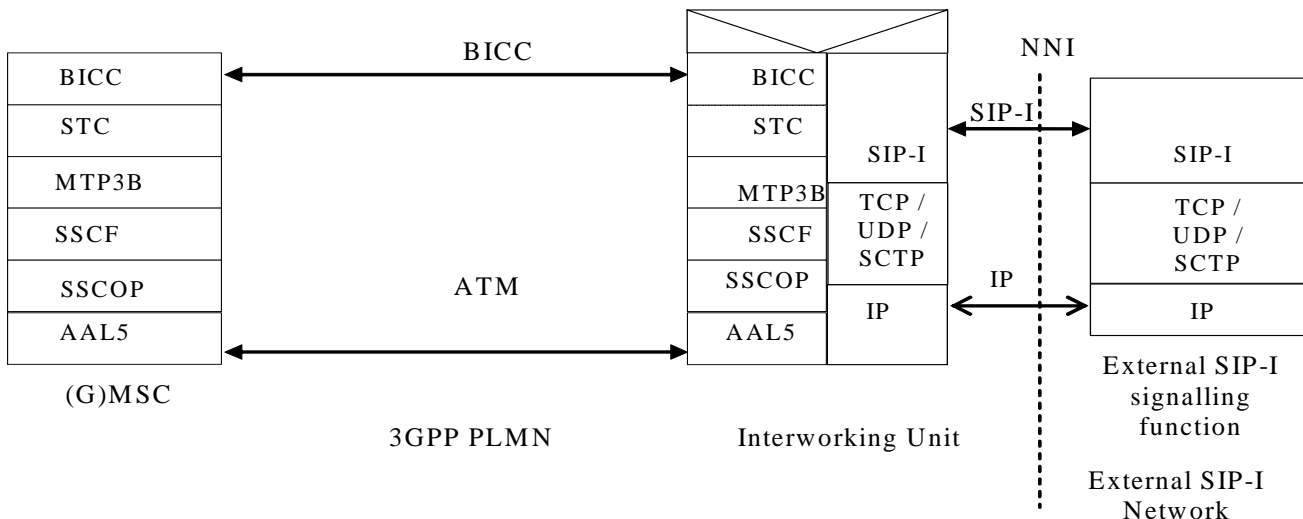 BICC
NNI
BICC
STC
MTP3B
SSCF
SSCOP
AAL5
(G)MSC
ATM
3GPP PLMN
BICC
STC
MTP3B
SSCF
SSCOP
AAL5
SIP-I
TCP /
UDP /
SCTP
IP
Interworking Unit
SIP-I
IP
SIP-I
TCP /
UDP /
SCTP
IP
External SIP-I
signalling
function
External SIP-I
Network